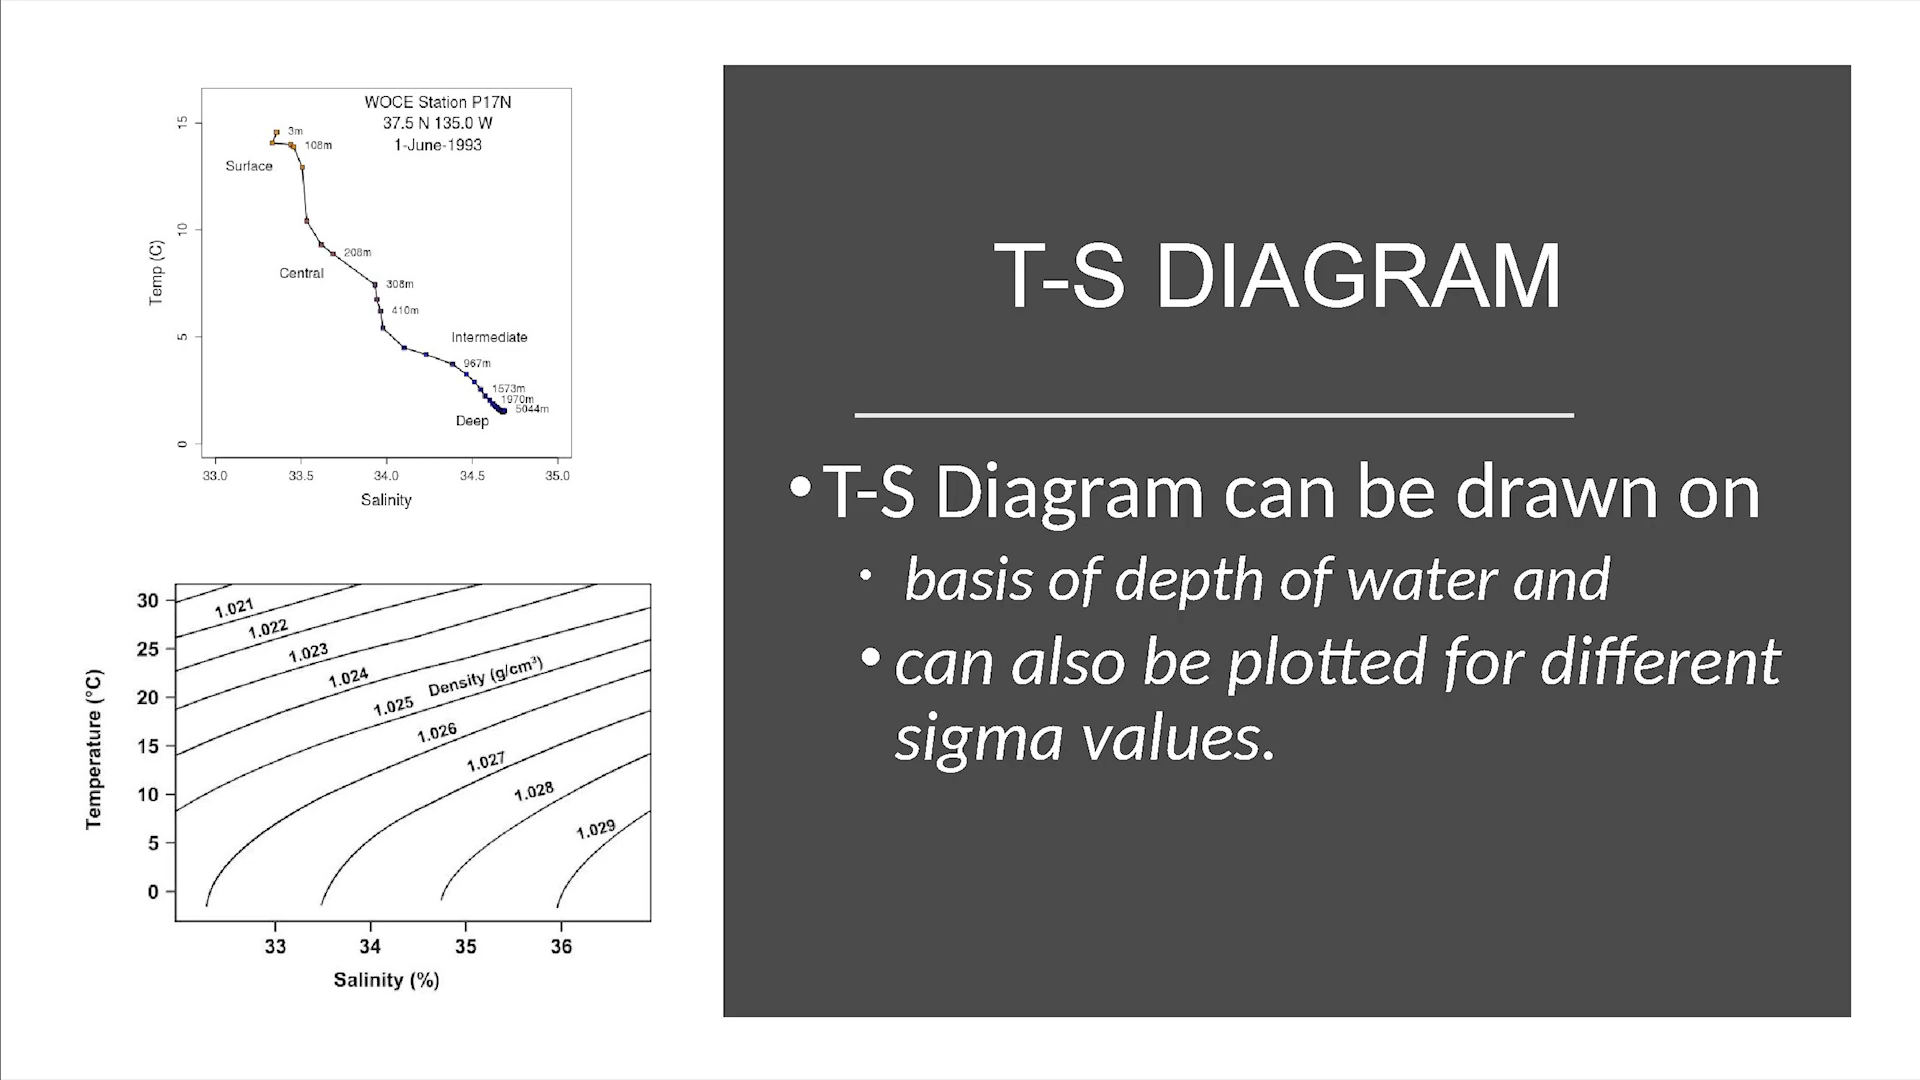 WOCE Station P17N
37.5 N 135.0 W
1-June-1993
3m
108m
Surface
208m
Central
308m
410m
Intermediate
967m
1573m
1970m
5044m
Deep
Temp (C)
15
10
5
0
33.0 33.5 34.0 34.5 35.0
Salinity
1.021
1.022
1.023
1.024
Density (g/cm³)
1.025
1.026
1.027
1.028
1.029
Temperature (°C)
30
25
20
15
10
5
0
33 34 35 36
Salinity (%)
T-S DIAGRAM
•T-S Diagram can be drawn on
• basis of depth of water and
•can also be plotted for different
sigma values.